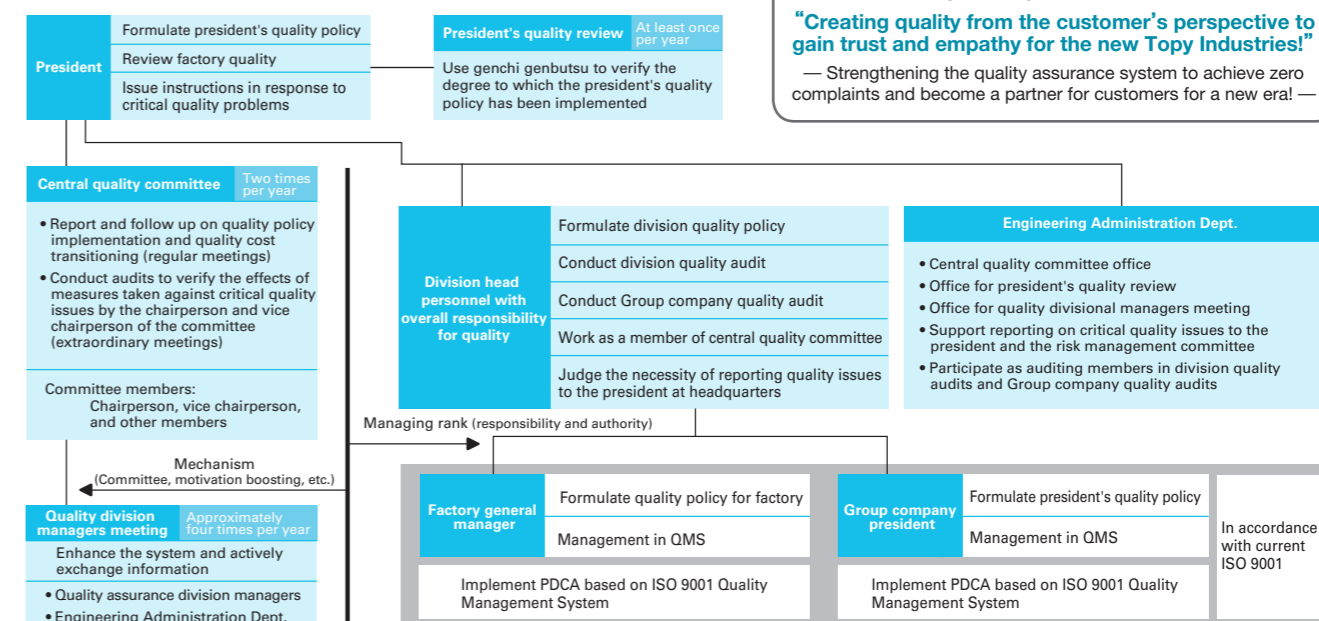 “Creating quality from the customer’s perspective to
gain trust and empathy for the new Topy Industries!”
— Strengthening the quality assurance system to achieve zero
complaints and become a partner for customers for a new era! —
President
Formulate president's quality policy
Review factory quality
Issue instructions in response to
critical quality problems
President's quality review
At least once
per year
Use genchi genbutsu to verify the
degree to which the president's quality
policy has been implemented
Central quality committee
Two times
per year
• Report and follow up on quality policy
implementation and quality cost
transitioning (regular meetings)
• Conduct audits to verify the effects of
measures taken against critical quality
issues by the chairperson and vice
chairperson of the committee
(extraordinary meetings)
Committee members:
Chairperson, vice chairperson,
and other members
Division head
personnel with
overall responsibility
for quality
Formulate division quality policy
Conduct division quality audit
Conduct Group company quality audit
Work as a member of central quality committee
Judge the necessity of reporting quality issues
to the president at headquarters
Engineering Administration Dept.
• Central quality committee office
• Office for president's quality review
• Office for quality divisional managers meeting
• Support reporting on critical quality issues to the
president and the risk management committee
• Participate as auditing members in division quality
audits and Group company quality audits
Managing rank (responsibility and authority)
Mechanism
(Committee, motivation boosting, etc.)
Quality division
managers meeting
Approximately
four times per year
Enhance the system and actively
exchange information
• Quality assurance division managers
• Engineering Administration Dept.
Factory general
manager
Formulate quality policy for factory
Management in QMS
Implement PDCA based on ISO 9001 Quality
Management System
Group company
president
Formulate president's quality policy
Management in QMS
Implement PDCA based on ISO 9001 Quality
Management System
In accordance
with current
ISO 9001